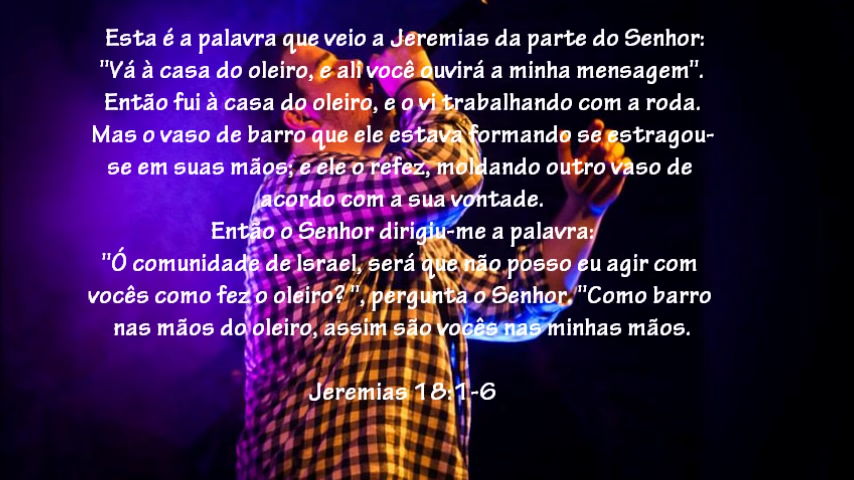 Esta é a palavra que veio a Jeremias da parte do Senhor:
"Vá à casa do oleiro, e ali você ouvirá a minha mensagem".
Então fui à casa do oleiro, e o vi trabalhando com a roda.
Mas o vaso de barro que ele estava formando se estragou-
se em suas mãos; e ele o refez, moldando outro vaso de
acordo com a sua vontade.
Então o Senhor dirigiu-me a palavra:
"Ó comunidade de Israel, será que não posso eu agir com
vocês como fez o oleiro? ", pergunta o Senhor. "Como barro
nas mãos do oleiro, assim são vocês nas minhas mãos.
Jeremias 18:1-6